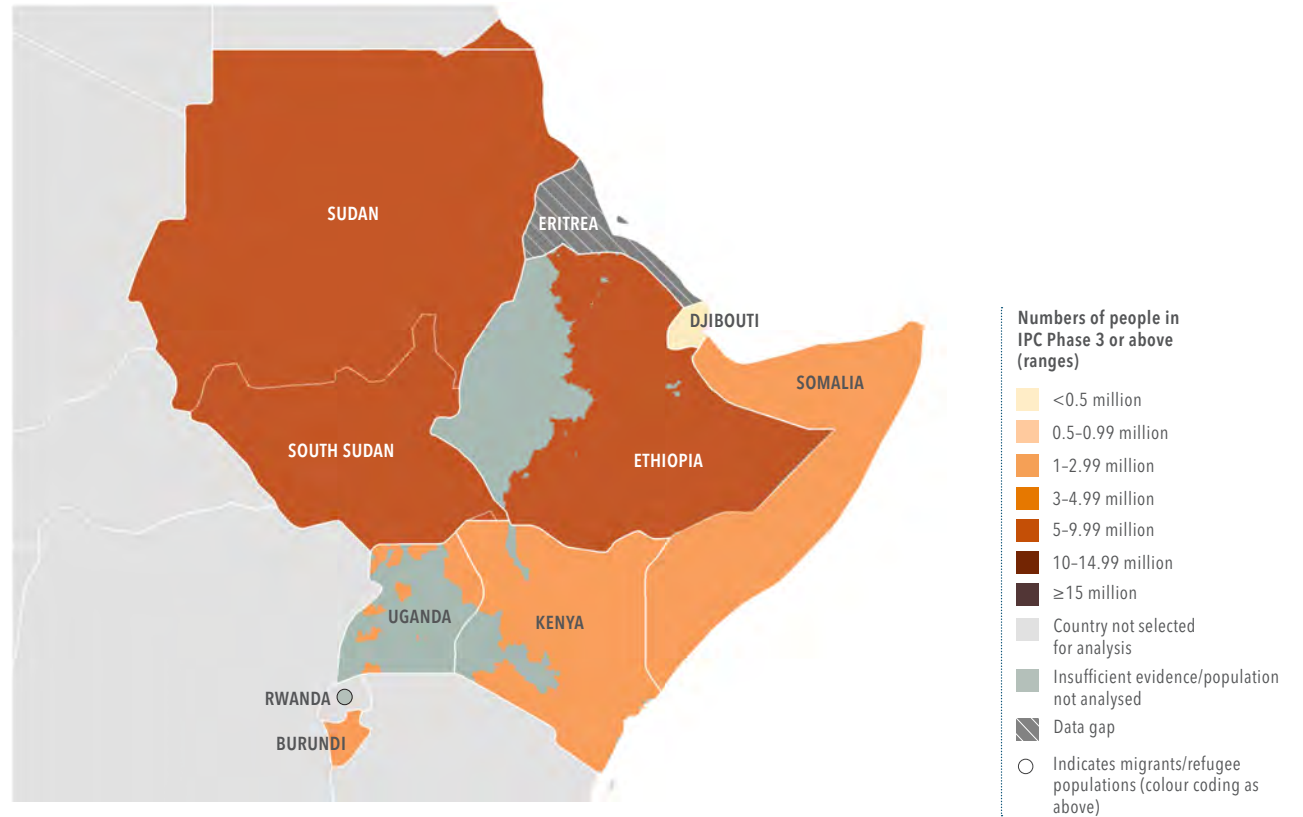 SUDAN
ERITREA
DJIBOUTI
SOMALIA
SOUTH SUDAN
ETHIOPIA
UGANDA
KENYA
RWANDA
BURUNDI
Numbers of people in
IPC Phase 3 or above
(ranges)
<0.5 million
0.5–0.99 million
1–2.99 million
3–4.99 million
5–9.99 million
10–14.99 million
≥15 million
Country not selected
for analysis
Insufficient evidence/population
not analysed
Data gap
Indicates migrants/refugee
populations (colour coding as
above)